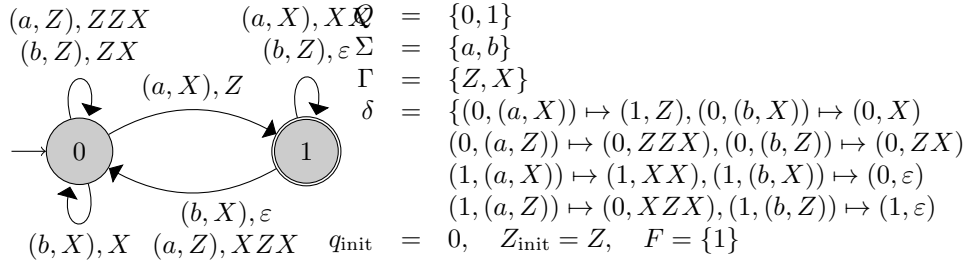 (a, Z), ZZX
(b, Z), ZX
(a, X), XX
(b, Z), ε
(a, X), Z
0
1
(b, X), ε
(b, X), X
(a, Z), XZX
Q = {0, 1}
Σ = {a, b}
Γ = {Z, X}
δ = {(0, (a, X)) ↦ (1, Z), (0, (b, X)) ↦ (0, X)
(0, (a, Z)) ↦ (0, ZZX), (0, (b, Z)) ↦ (0, ZX)
(1, (a, X)) ↦ (1, XX), (1, (b, X)) ↦ (0, ε)
(1, (a, Z)) ↦ (0, XZX), (1, (b, Z)) ↦ (1, ε)
q_init = 0, Z_init = Z, F = {1}